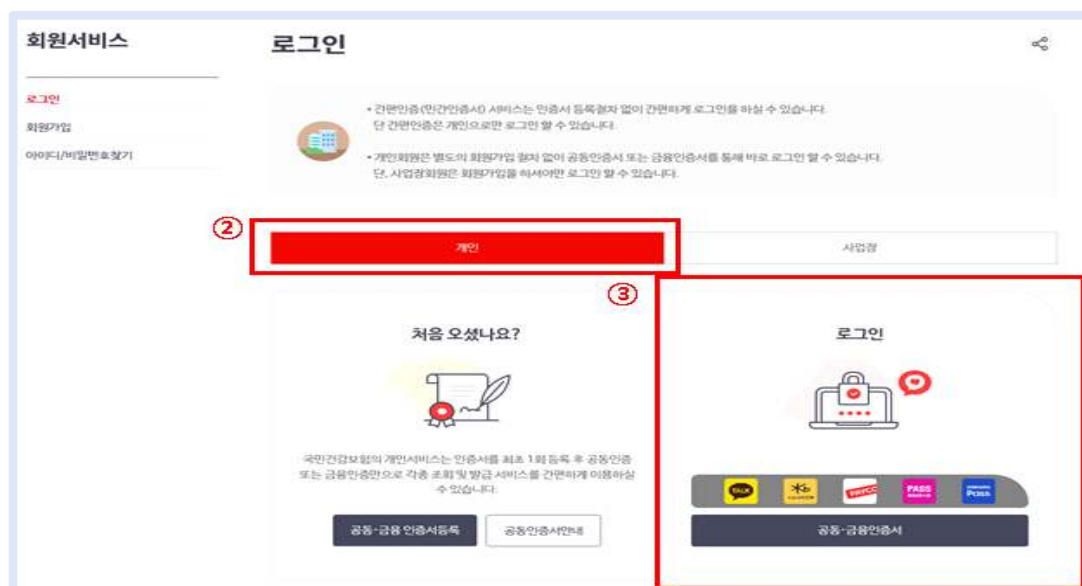 회원서비스
로그인
로그인
회원가입
아이디/비밀번호찾기
• 간편인증(민간인증서) 서비스는 인증서 등록절차 없이 간편하게 로그인을 하실 수 있습니다.
단 간편인증은 개인으로만 로그인 할 수 있습니다.
• 개인회원은 별도의 회원가입 절차 없이 공동인증서 또는 금융인증서를 통해 바로 로그인 할 수 있습니다.
단, 사업장회원은 회원가입을 하셔야만 로그인 할 수 있습니다.
②
개인
사업장
③
처음 오셨나요?
국민건강보험의 개인서비스는 인증서를 최초 1회 등록 후 공동인증
또는 금융인증만으로 각종 조회 및 발급 서비스를 간편하게 이용하실
수 있습니다.
공동·금융 인증서등록
공동인증서안내
로그인
TALK
PAYCO
PASS
Pass
공동·금융인증서